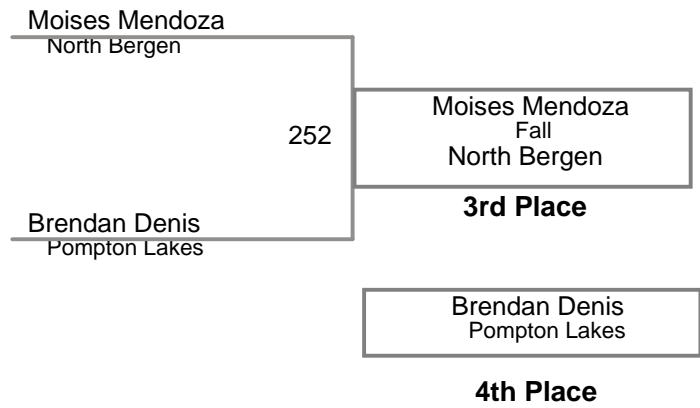 Moises Mendoza
North Bergen
252
Moises Mendoza
Fall
North Bergen
3rd Place
Brendan Denis
Pompton Lakes
Brendan Denis
Pompton Lakes
4th Place